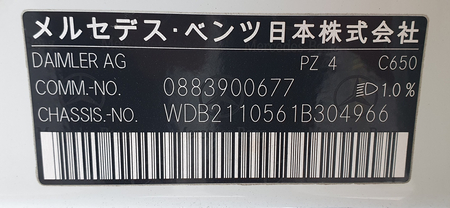 メルセデス・ベンツ日本株式会社
DAIMLER AG PZ 4 C650
COMM.-NO. 0883900677 1.0%
CHASSIS.-NO. WDB2110561B304966